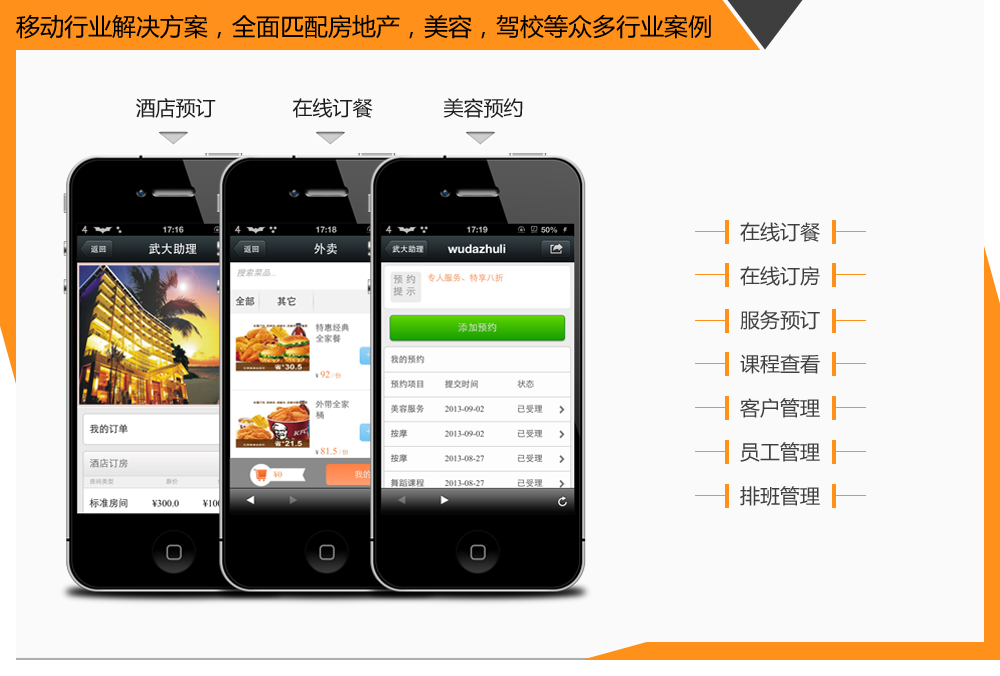 移动行业解决方案，全面匹配房地产，美容，驾校等众多行业案例
酒店预订
在线订餐
美容预约
4 17:16
返回 武大助理
我的订单
酒店订房
房间类型 原价
标准房间 ¥300.0 ¥100
4 17:18
返回 外卖
搜索菜品...
全部 其它
特惠经典
全家餐
省¥30.5
¥92/份
外带全家
桶
KFC
省¥21.5
¥81.5/份
¥0
我的
4 17:19 50%
武大助理 wudazhuli
预约
提示
专人服务、特享八折
添加预约
我的预约
预约项目 提交时间 状态
美容服务 2013-09-02 已受理
按摩 2013-09-02 已受理
按摩 2013-08-27 已受理
舞蹈课程 2013-08-27 已受理
在线订餐
在线订房
服务预订
课程查看
客户管理
员工管理
排班管理